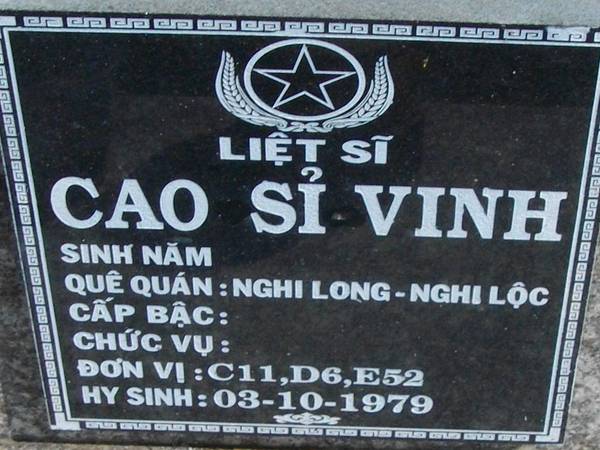 LIỆT SĨ
CAO SỈ VINH
SINH NĂM
QUÊ QUÁN : NGHI LONG - NGHI LỘC
CẤP BẬC :
CHỨC VỤ :
ĐƠN VỊ : C11,D6,E52
HY SINH : 03-10-1979